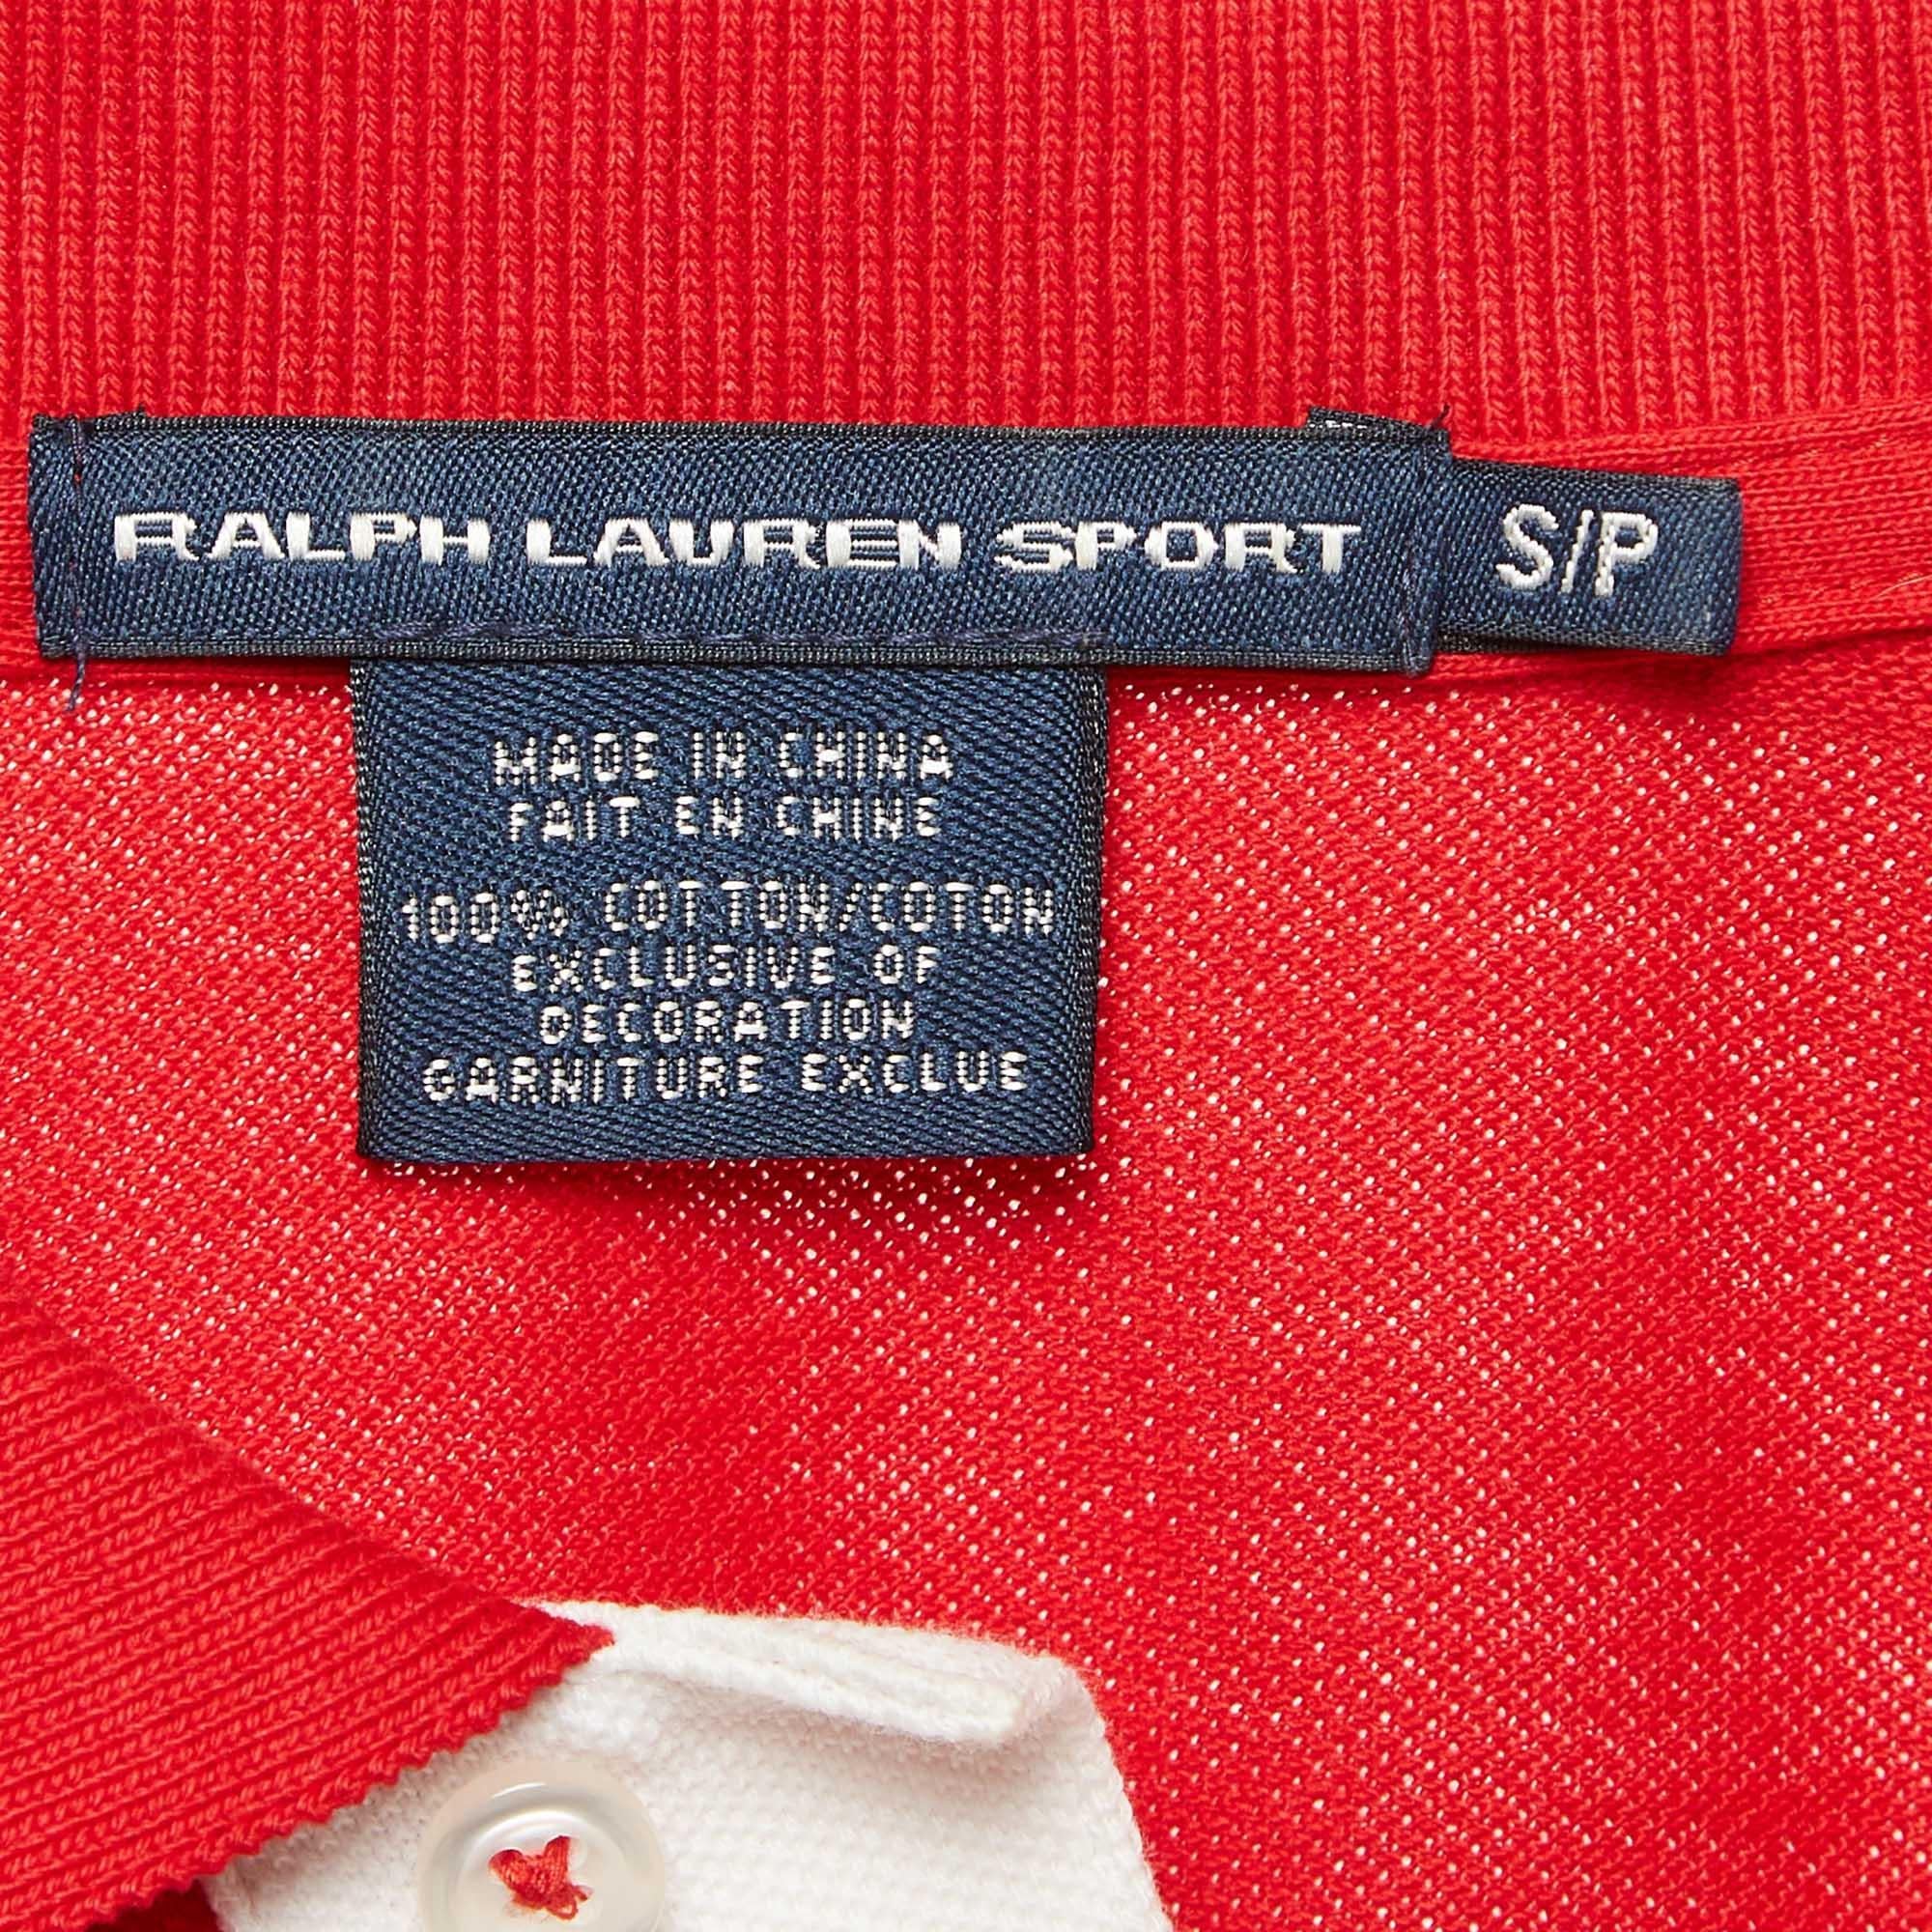 RALPH LAUREN SPORT S/P
MADE IN CHINA
FAIT EN CHINE
100% COTTON/COTON
EXCLUSIVE OF
DECORATION
GARNITURE EXCLUE